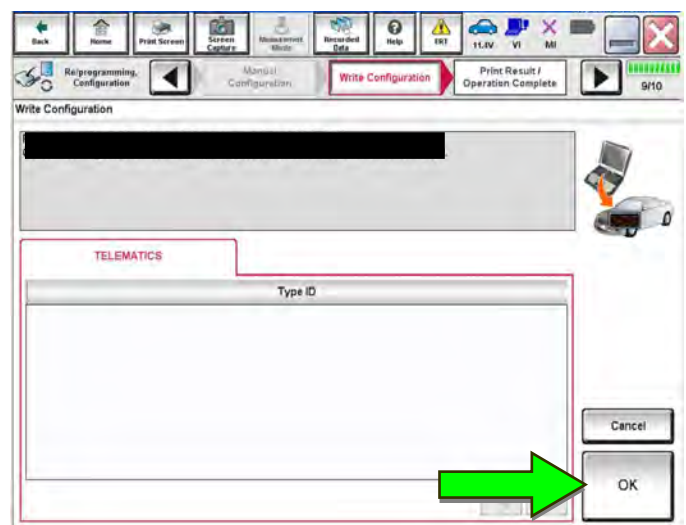 Back
Home
Print Screen
Screen
Capture
Measurement
Mode
Recorded
Data
Help
ERT
11.4V
VI
MI
Re/programming,
Configuration
Manual
Configuration
Write Configuration
Print Result /
Operation Complete
9/10
Write Configuration
TELEMATICS
Type ID
Cancel
OK